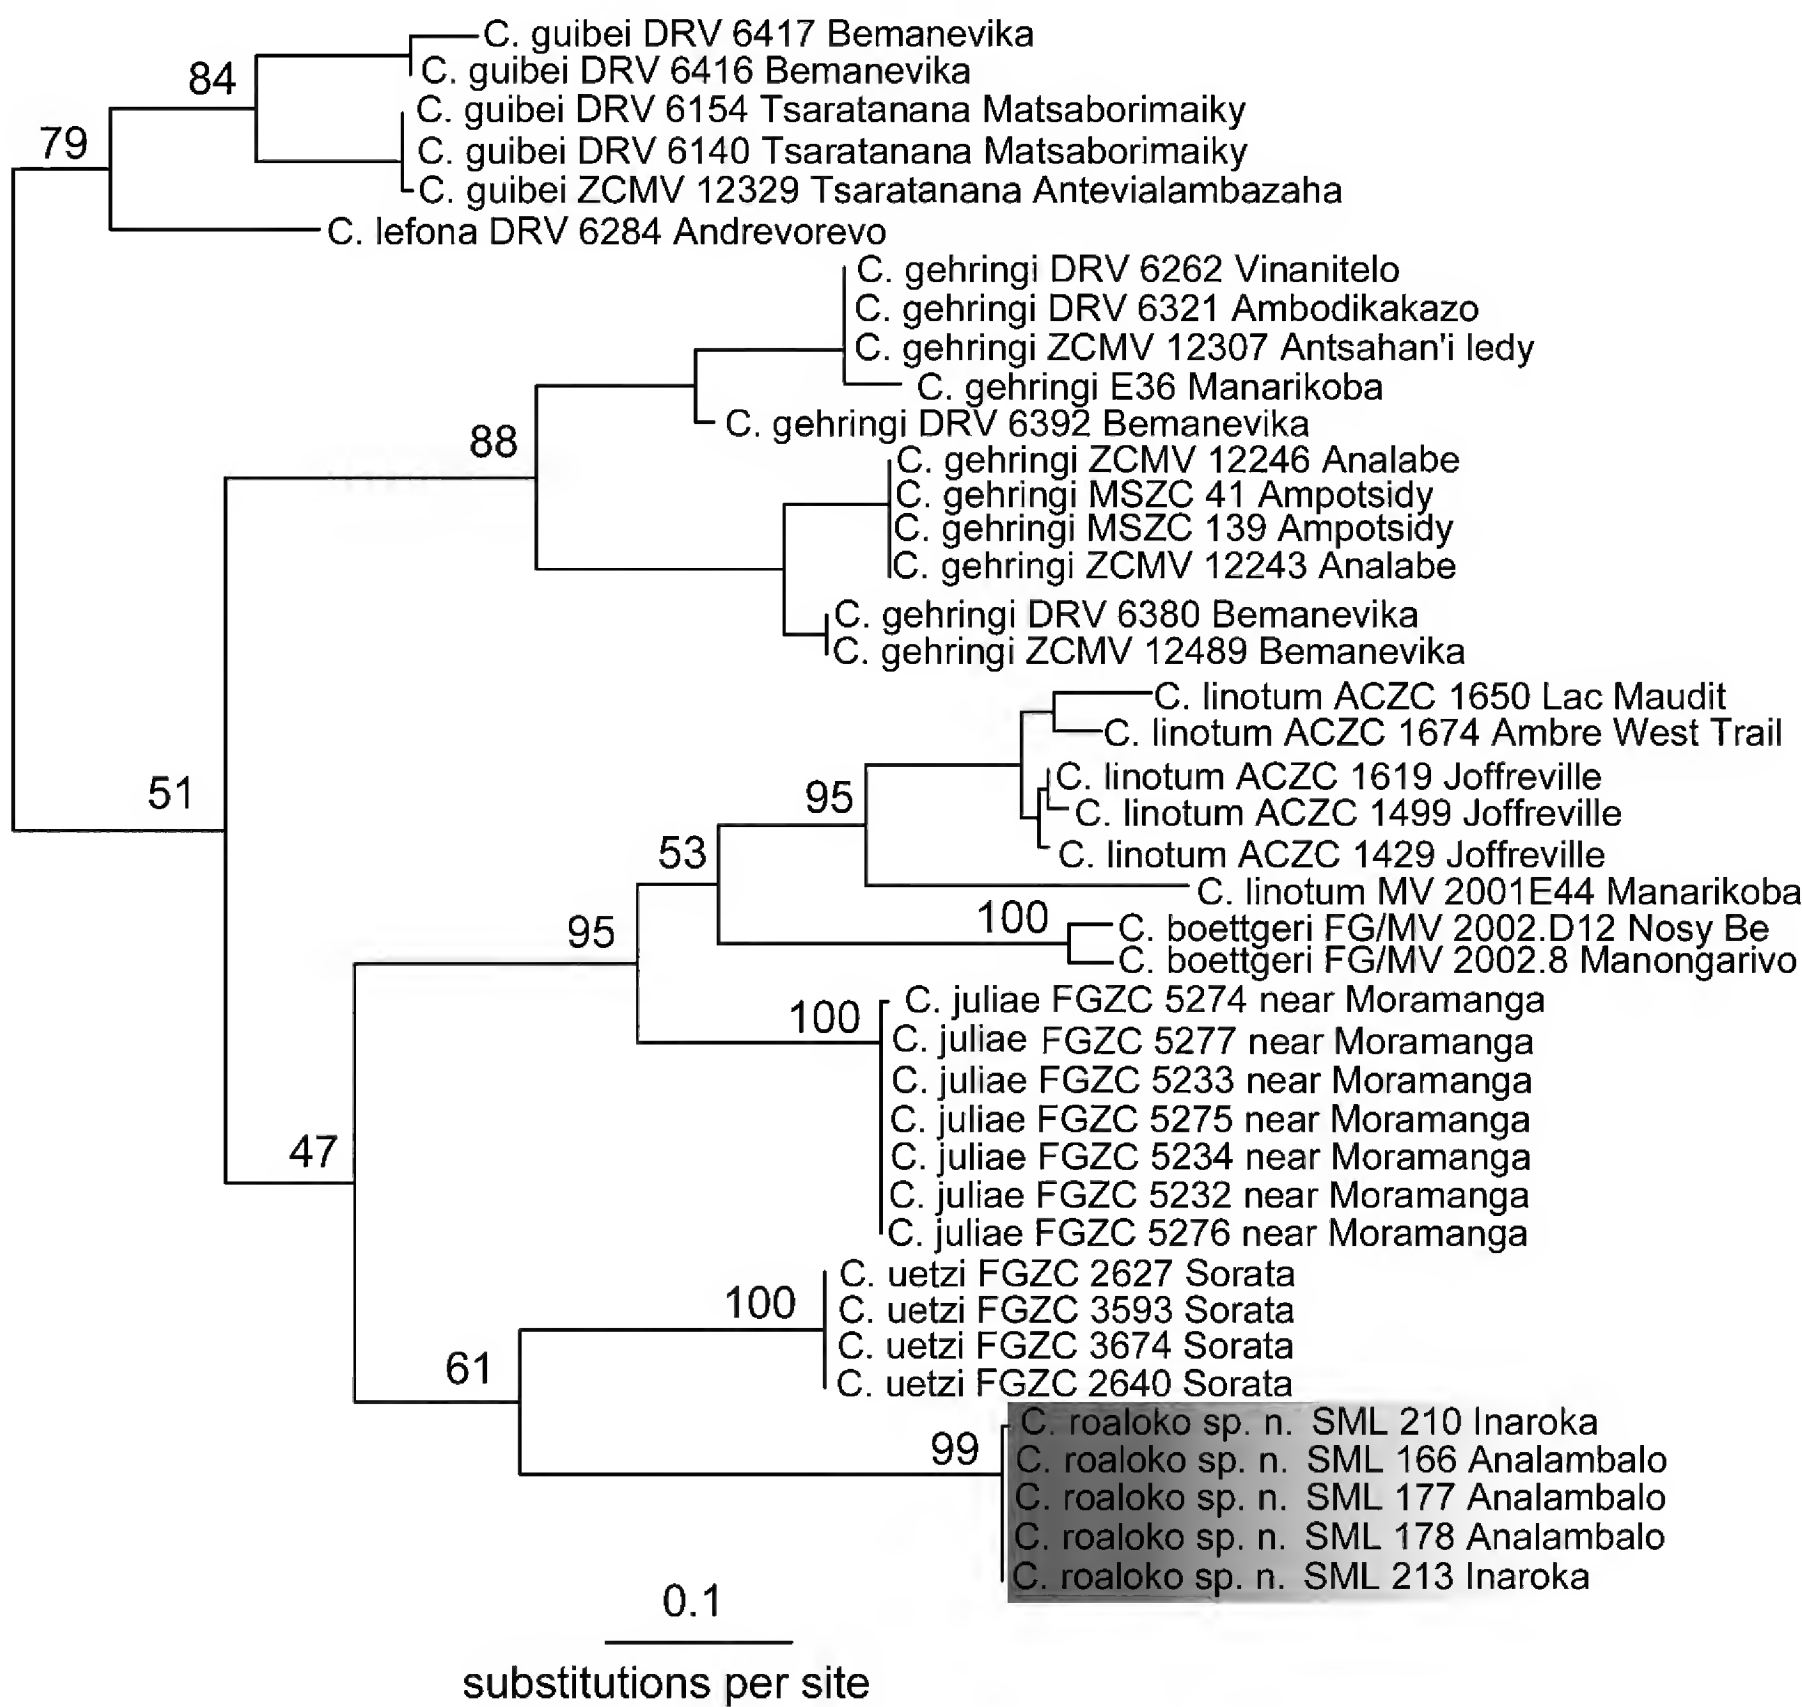 C. guibei DRV 6417 Bemanevika
84
C. guibei DRV 6416 Bemanevika
C. guibei DRV 6154 Tsaratanana Matsaborimaiky
79
C. guibei DRV 6140 Tsaratanana Matsaborimaiky
C. guibei ZCMV 12329 Tsaratanana Antevialambazaha
C. lefona DRV 6284 Andrevorevo
C. gehringi DRV 6262 Vinanitelo
C. gehringi DRV 6321 Ambodikakazo
C. gehringi ZCMV 12307 Antsahan'i ledy
C. gehringi E36 Manarikoba
C. gehringi DRV 6392 Bemanevika
88
C. gehringi ZCMV 12246 Analabe
C. gehringi MSZC 41 Ampotsidy
C. gehringi MSZC 139 Ampotsidy
C. gehringi ZCMV 12243 Analabe
C. gehringi DRV 6380 Bemanevika
C. gehringi ZCMV 12489 Bemanevika
C. linotum ACZC 1650 Lac Maudit
C. linotum ACZC 1674 Ambre West Trail
C. linotum ACZC 1619 Joffreville
51
95
C. linotum ACZC 1499 Joffreville
53
C. linotum ACZC 1429 Joffreville
C. linotum MV 2001E44 Manarikoba
100
C. boettgeri FG/MV 2002.D12 Nosy Be
95
C. boettgeri FG/MV 2002.8 Manongarivo
C. juliae FGZC 5274 near Moramanga
100
C. juliae FGZC 5277 near Moramanga
C. juliae FGZC 5233 near Moramanga
C. juliae FGZC 5275 near Moramanga
47
C. juliae FGZC 5234 near Moramanga
C. juliae FGZC 5232 near Moramanga
C. juliae FGZC 5276 near Moramanga
C. uetzi FGZC 2627 Sorata
100
C. uetzi FGZC 3593 Sorata
C. uetzi FGZC 3674 Sorata
61
C. uetzi FGZC 2640 Sorata
C. roaloko sp. n. SML 210 Inaroka
99
C. roaloko sp. n. SML 166 Analambalo
C. roaloko sp. n. SML 177 Analambalo
C. roaloko sp. n. SML 178 Analambalo
C. roaloko sp. n. SML 213 Inaroka
0.1
substitutions per site